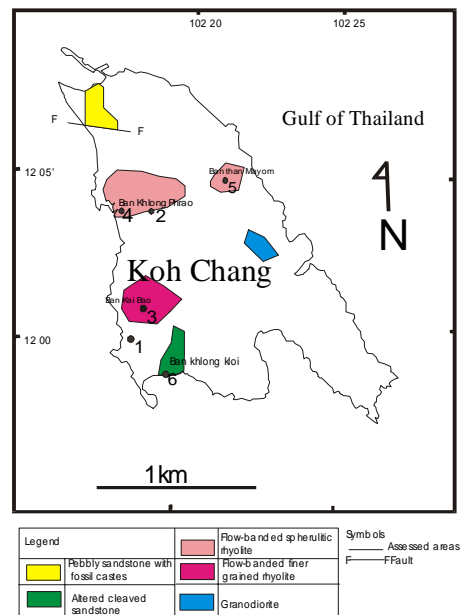 102 20
102 25
Gulf of Thailand
F
F
12 05'
Ban than Mayom
5
Ban Khlong Phrao
4
2
N
Koh Chang
Ban Kai Bao
3
12 00
1
Ban khlong kloi
6
1km
Legend
Pebbly sandstone with fossil castes
Altered cleaved sandstone
Flow-banded spherulitic rhyolite
Flow-banded finer grained rhyolite
Granodiorite
Symbols
Assessed areas
F
FFault